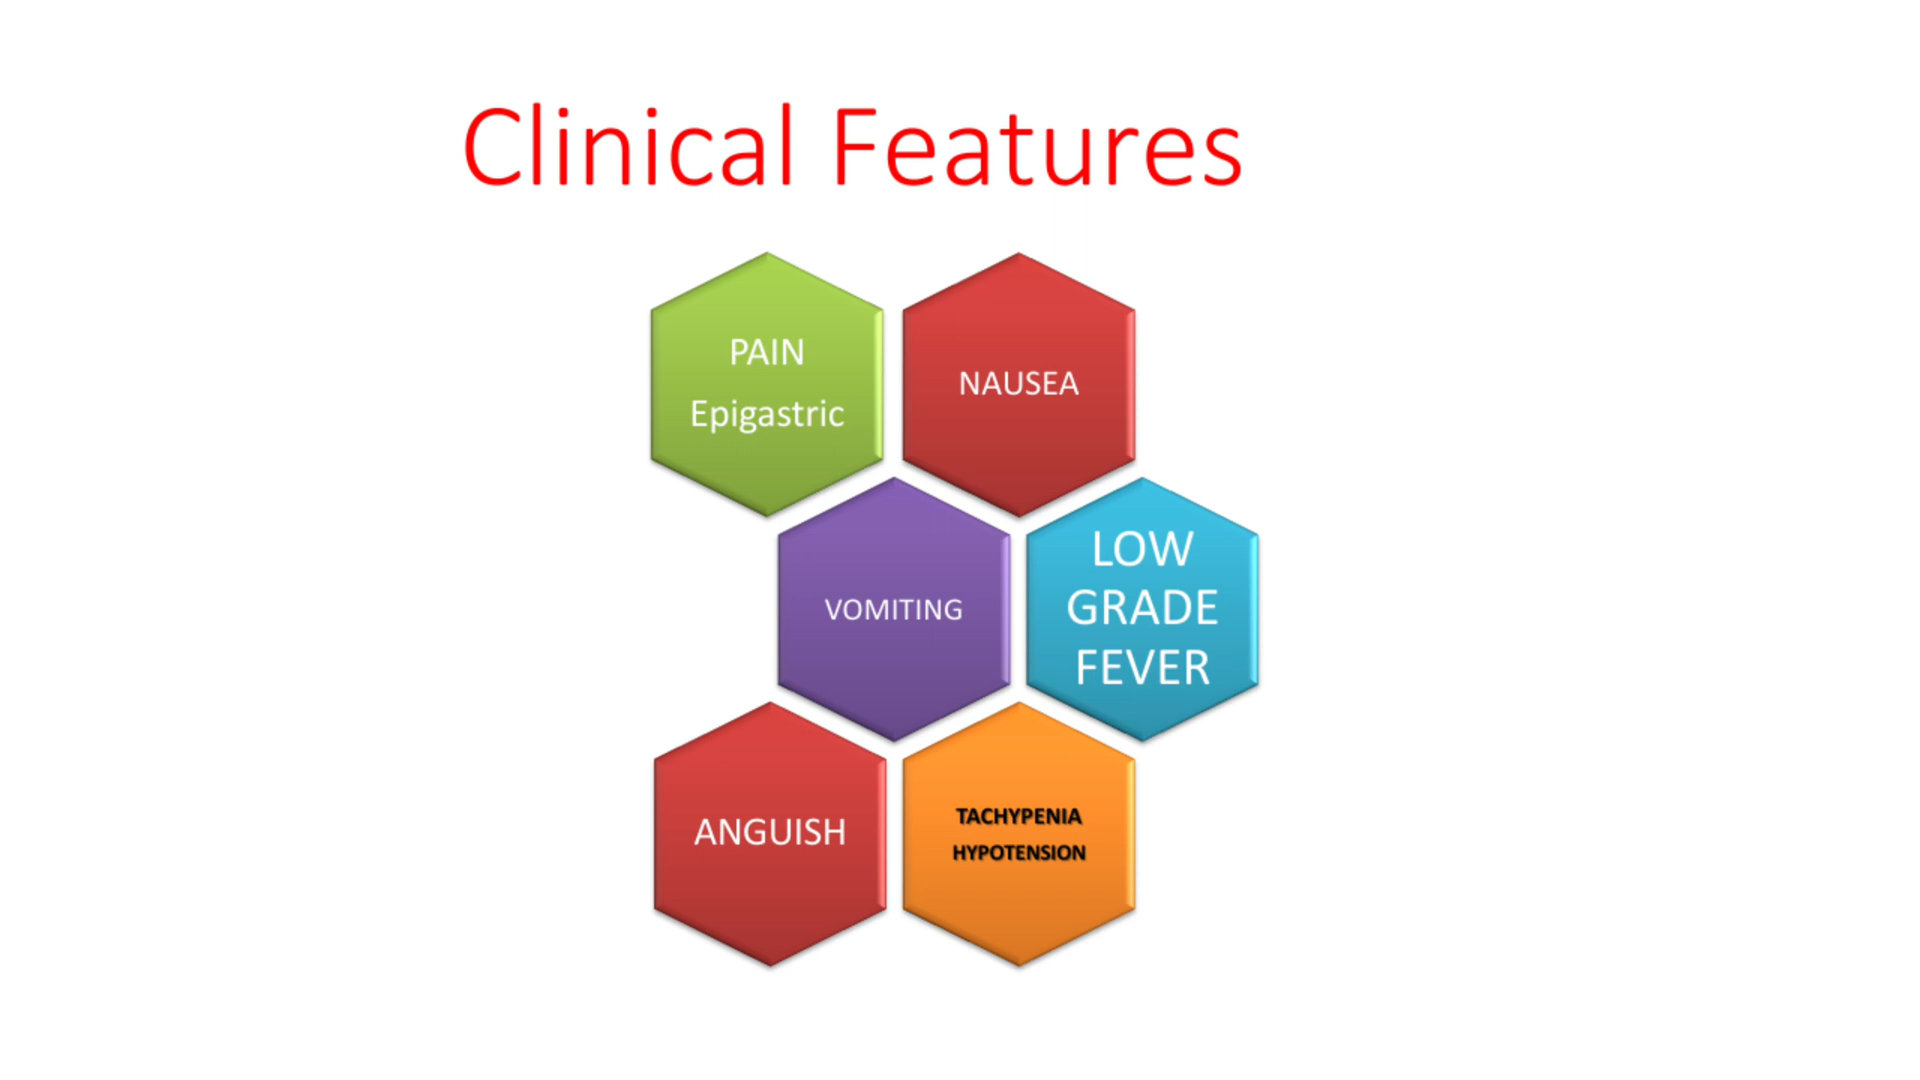 Clinical Features
PAIN
Epigastric
NAUSEA
VOMITING
LOW
GRADE
FEVER
ANGUISH
TACHYPENIA
HYPOTENSION